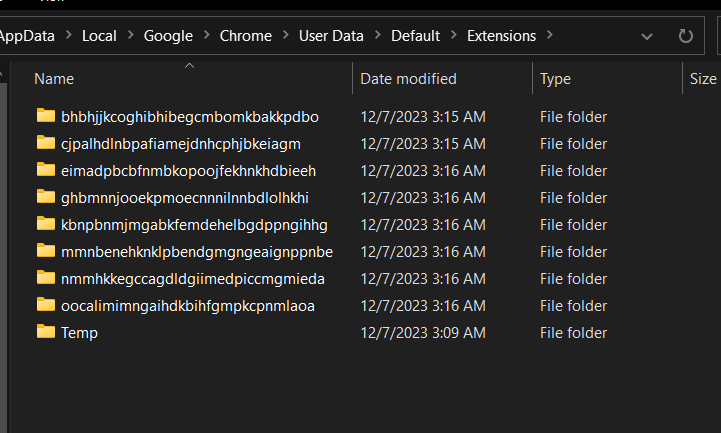 AppData > Local > Google > Chrome > User Data > Default > Extensions >
Name Date modified Type Size
bhbhjjkcoghibhibegcmbomkbakkpdbo 12/7/2023 3:15 AM File folder
cjpalhdlnbpafiamejdnhcphjbkeiagm 12/7/2023 3:15 AM File folder
eimadpbcbfnmbkopoojfekhnkhdbieeh 12/7/2023 3:16 AM File folder
ghbmnnjooekpmoecnnnilnnbdlolhkhi 12/7/2023 3:16 AM File folder
kbnpbnmjmgabkfemdehelbgdppngihhg 12/7/2023 3:16 AM File folder
mmnbenehknklpbendgmgngeaignppnbe 12/7/2023 3:16 AM File folder
nmmhkkegccagdldgiimedpiccmgmieda 12/7/2023 3:16 AM File folder
oocalimimngaihdkbihfgmpkcpnmlaoa 12/7/2023 3:16 AM File folder
Temp 12/7/2023 3:09 AM File folder